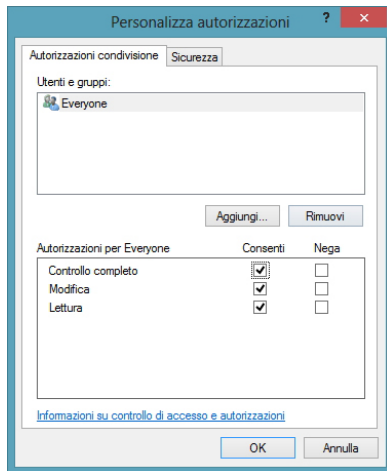 Personalizza autorizzazioni ? ×
Autorizzazioni condivisione Sicurezza
Utenti e gruppi:
Everyone
Aggiungi... Rimuovi
Autorizzazioni per Everyone Consenti Nega
Controllo completo
Modifica
Lettura
Informazioni su controllo di accesso e autorizzazioni
OK Annulla